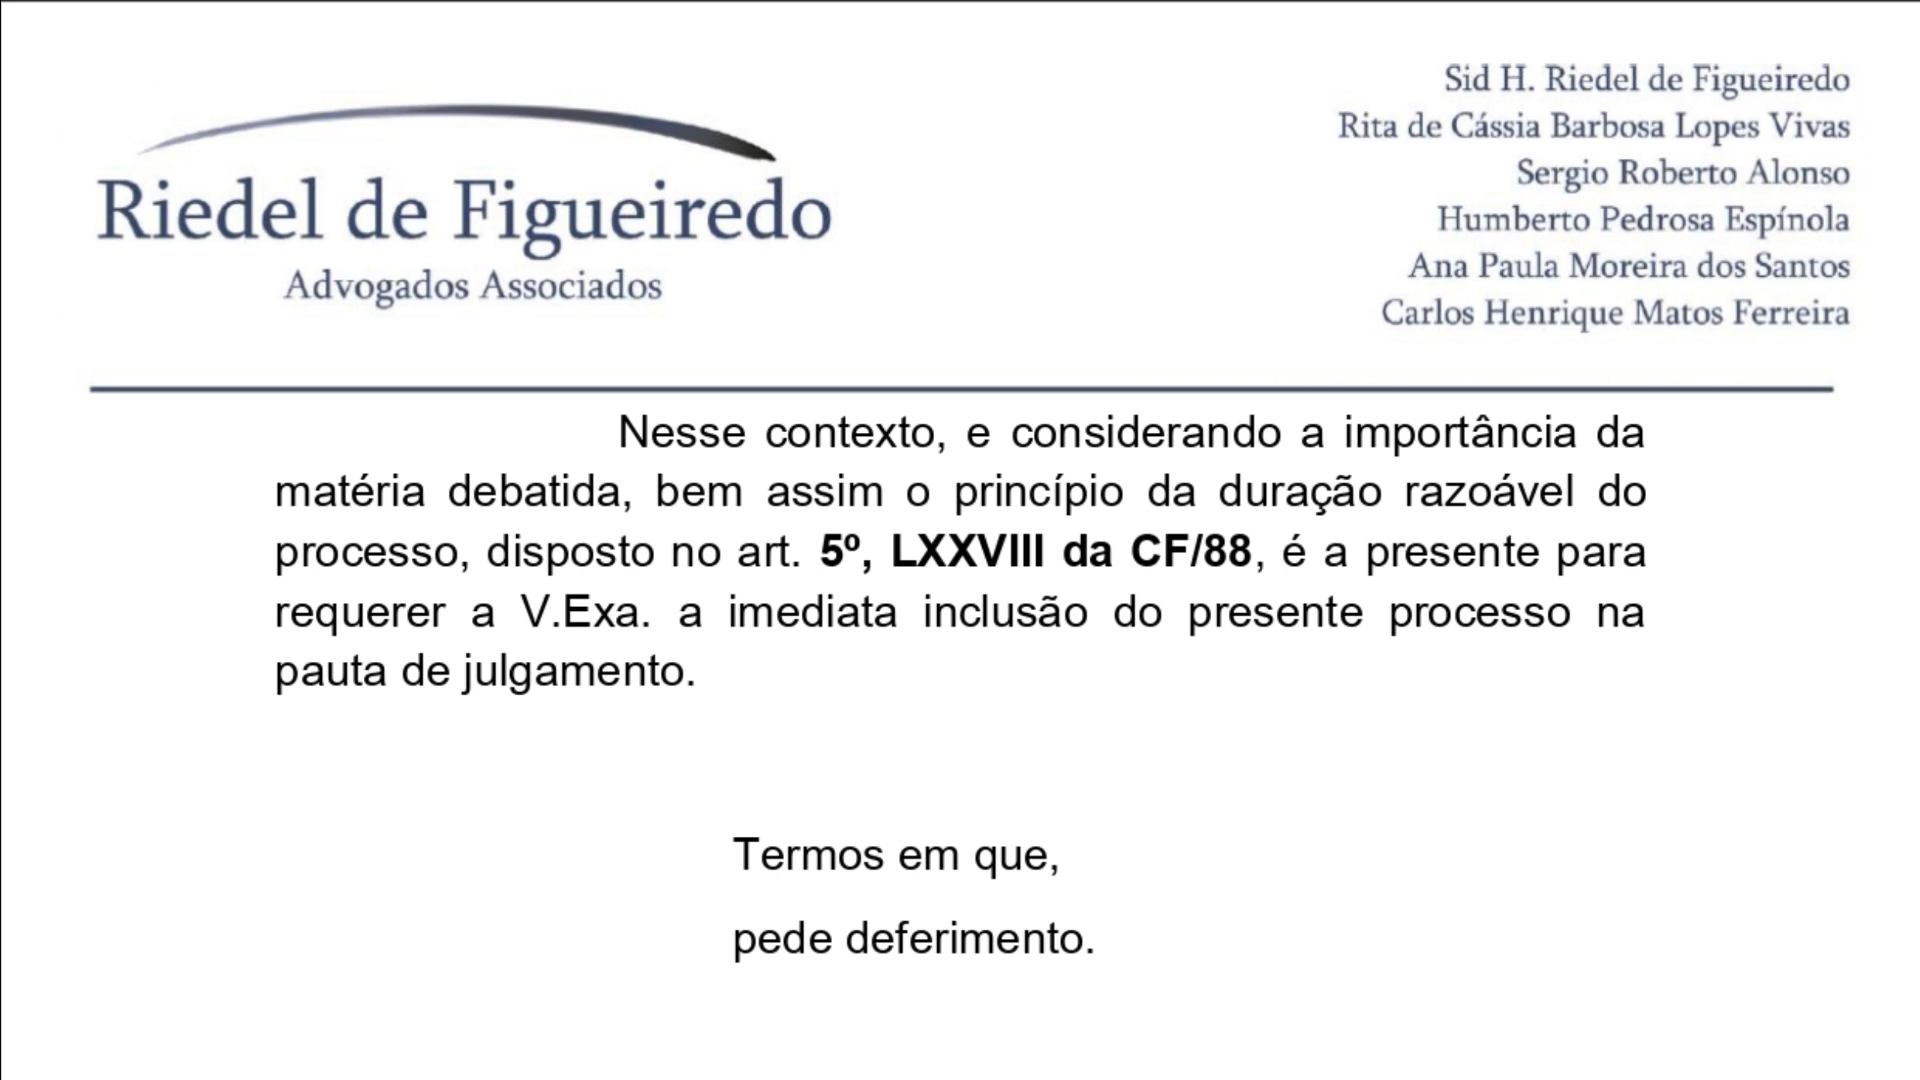 Riedel de Figueiredo
Advogados Associados
Sid H. Riedel de Figueiredo
Rita de Cássia Barbosa Lopes Vivas
Sergio Roberto Alonso
Humberto Pedrosa Espínola
Ana Paula Moreira dos Santos
Carlos Henrique Matos Ferreira
Nesse contexto, e considerando a importância da
matéria debatida, bem assim o princípio da duração razoável do
processo, disposto no art. 5º, LXXVIII da CF/88, é a presente para
requerer a V.Exa. a imediata inclusão do presente processo na
pauta de julgamento.
Termos em que,
pede deferimento.